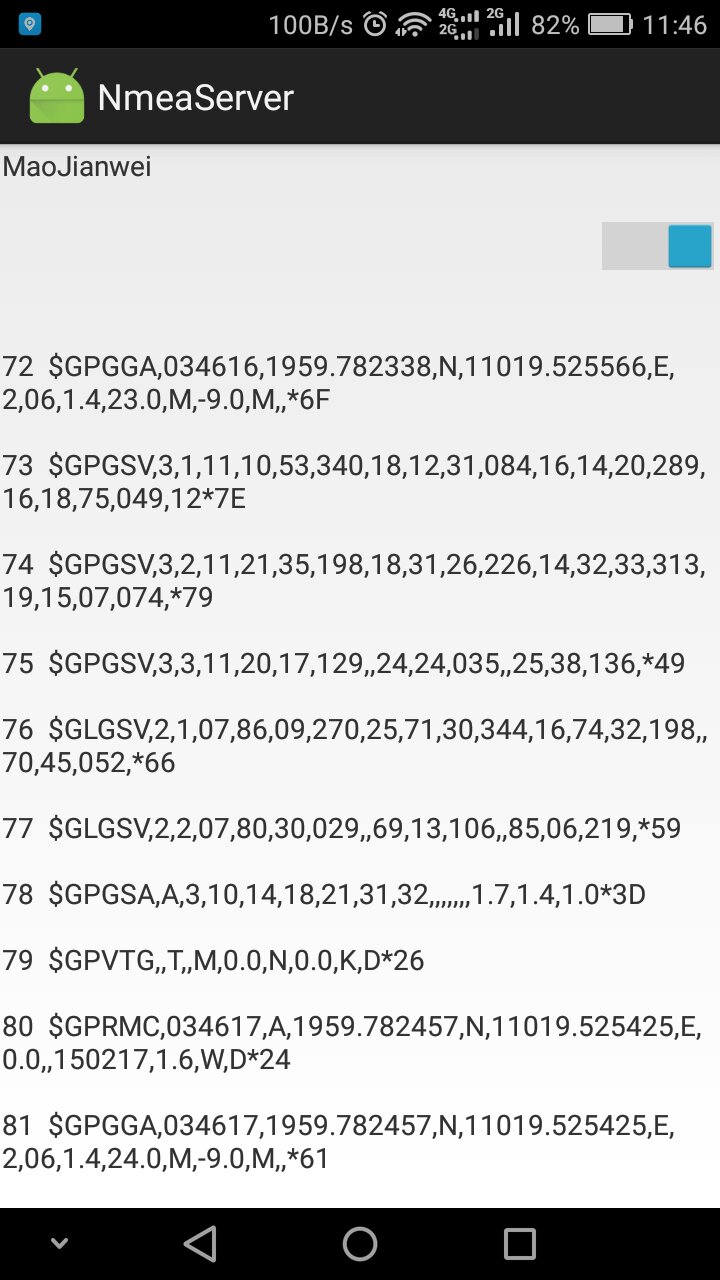 100B/s 4G 2G 2G 82% 11:46
NmeaServer
MaoJianwei
72 $GPGGA,034616,1959.782338,N,11019.525566,E,
2,06,1.4,23.0,M,-9.0,M,,*6F
73 $GPGSV,3,1,11,10,53,340,18,12,31,084,16,14,20,289,
16,18,75,049,12*7E
74 $GPGSV,3,2,11,21,35,198,18,31,26,226,14,32,33,313,
19,15,07,074,*79
75 $GPGSV,3,3,11,20,17,129,,24,24,035,,25,38,136,*49
76 $GLGSV,2,1,07,86,09,270,25,71,30,344,16,74,32,198,,
70,45,052,*66
77 $GLGSV,2,2,07,80,30,029,,69,13,106,,85,06,219,*59
78 $GPGSA,A,3,10,14,18,21,31,32,,,,,,,1.7,1.4,1.0*3D
79 $GPVTG,,T,,M,0.0,N,0.0,K,D*26
80 $GPRMC,034617,A,1959.782457,N,11019.525425,E,
0.0,,150217,1.6,W,D*24
81 $GPGGA,034617,1959.782457,N,11019.525425,E,
2,06,1.4,24.0,M,-9.0,M,,*61